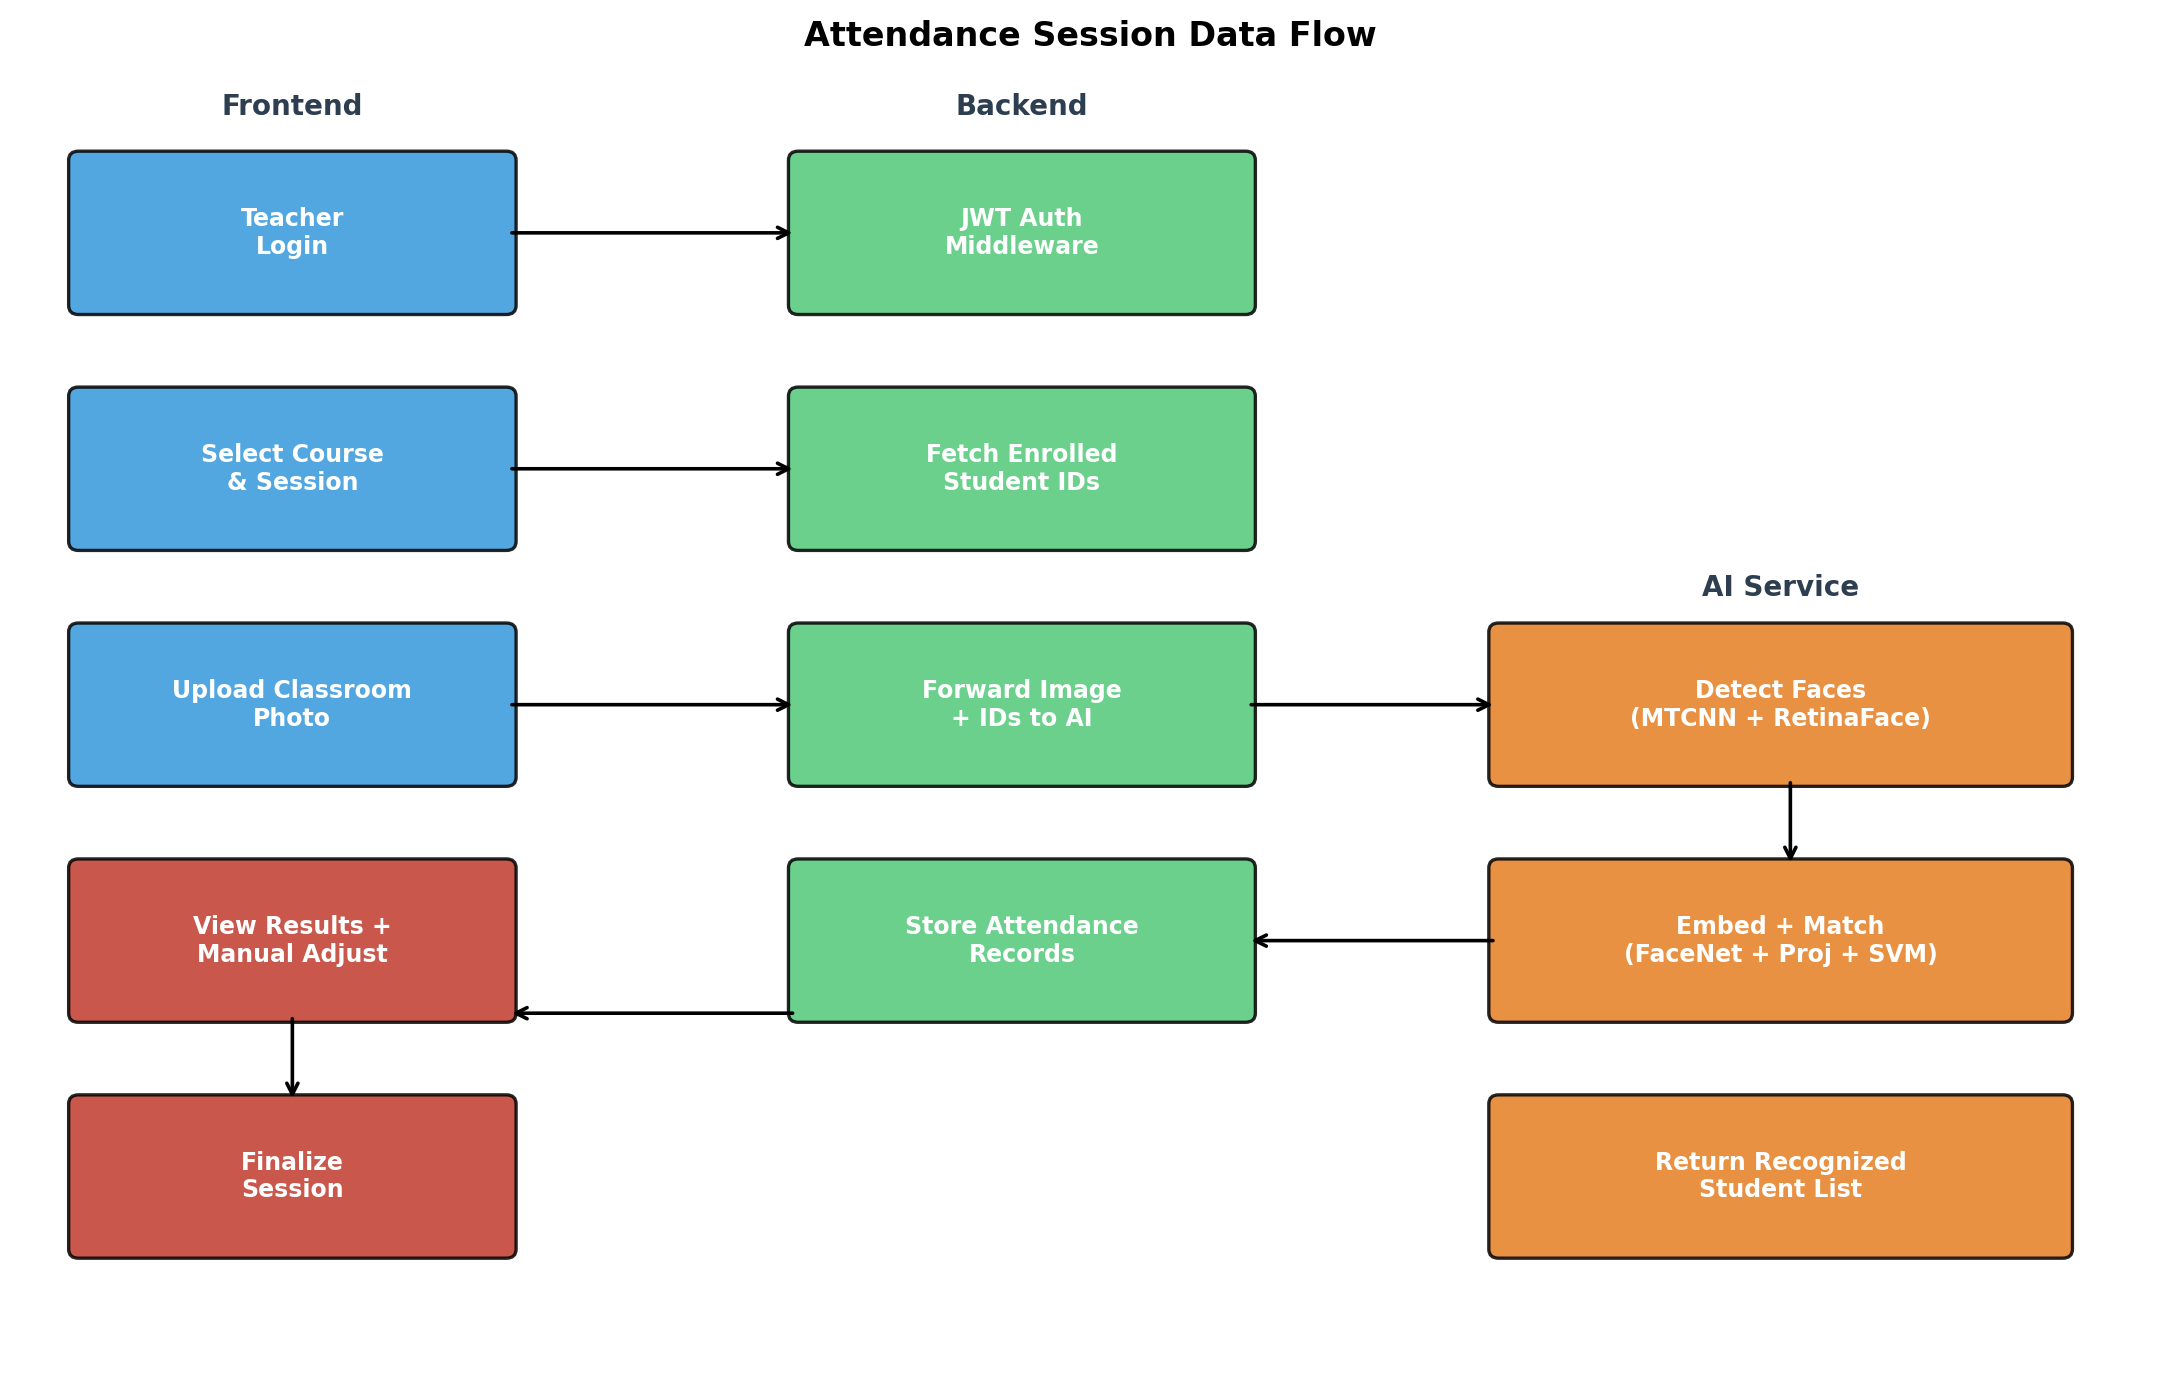 Attendance Session Data Flow
Frontend
Backend
Teacher
Login
JWT Auth
Middleware
Select Course
& Session
Fetch Enrolled
Student IDs
AI Service
Upload Classroom
Photo
Forward Image
+ IDs to AI
Detect Faces
(MTCNN + RetinaFace)
View Results +
Manual Adjust
Store Attendance
Records
Embed + Match
(FaceNet + Proj + SVM)
Finalize
Session
Return Recognized
Student List